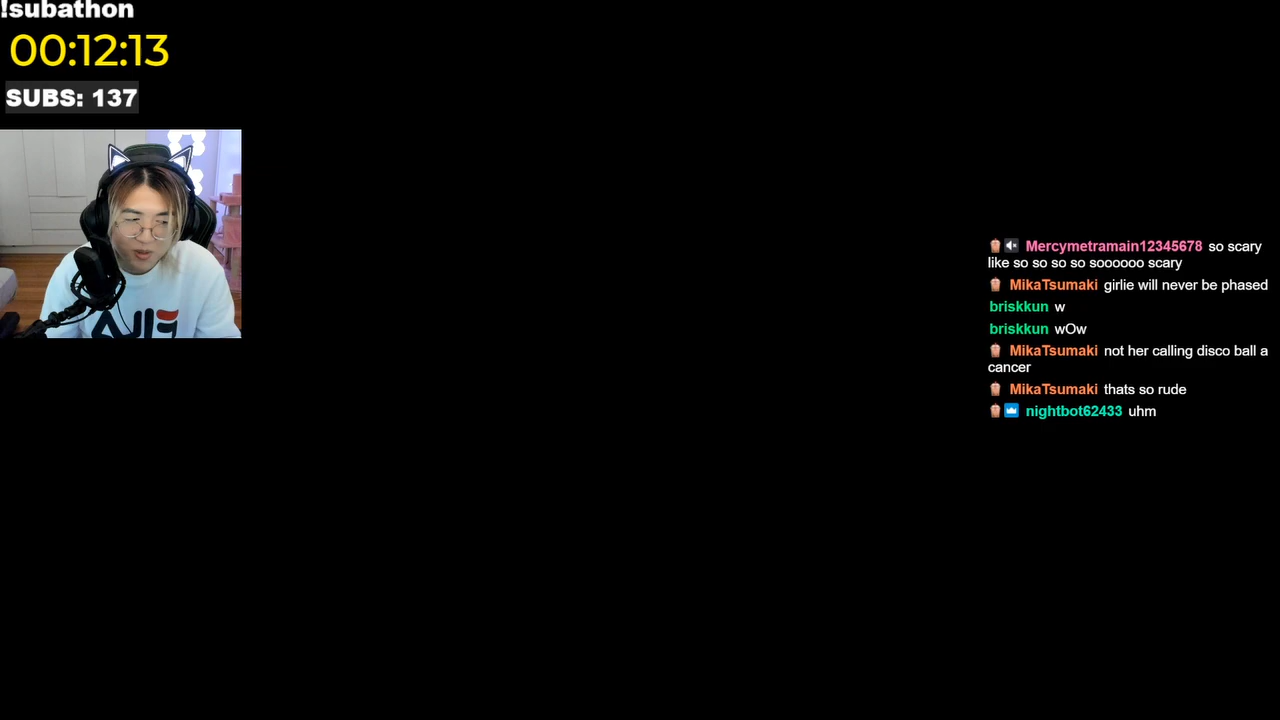 !subathon
00:12:13
SUBS: 137
FILA
Mercymetramain12345678 so scary
like so so so so soooooo scary
MikaTsumaki girlie will never be phased
briskkun w
briskkun wOw
MikaTsumaki not her calling disco ball a
cancer
MikaTsumaki thats so rude
nightbot62433 uhm